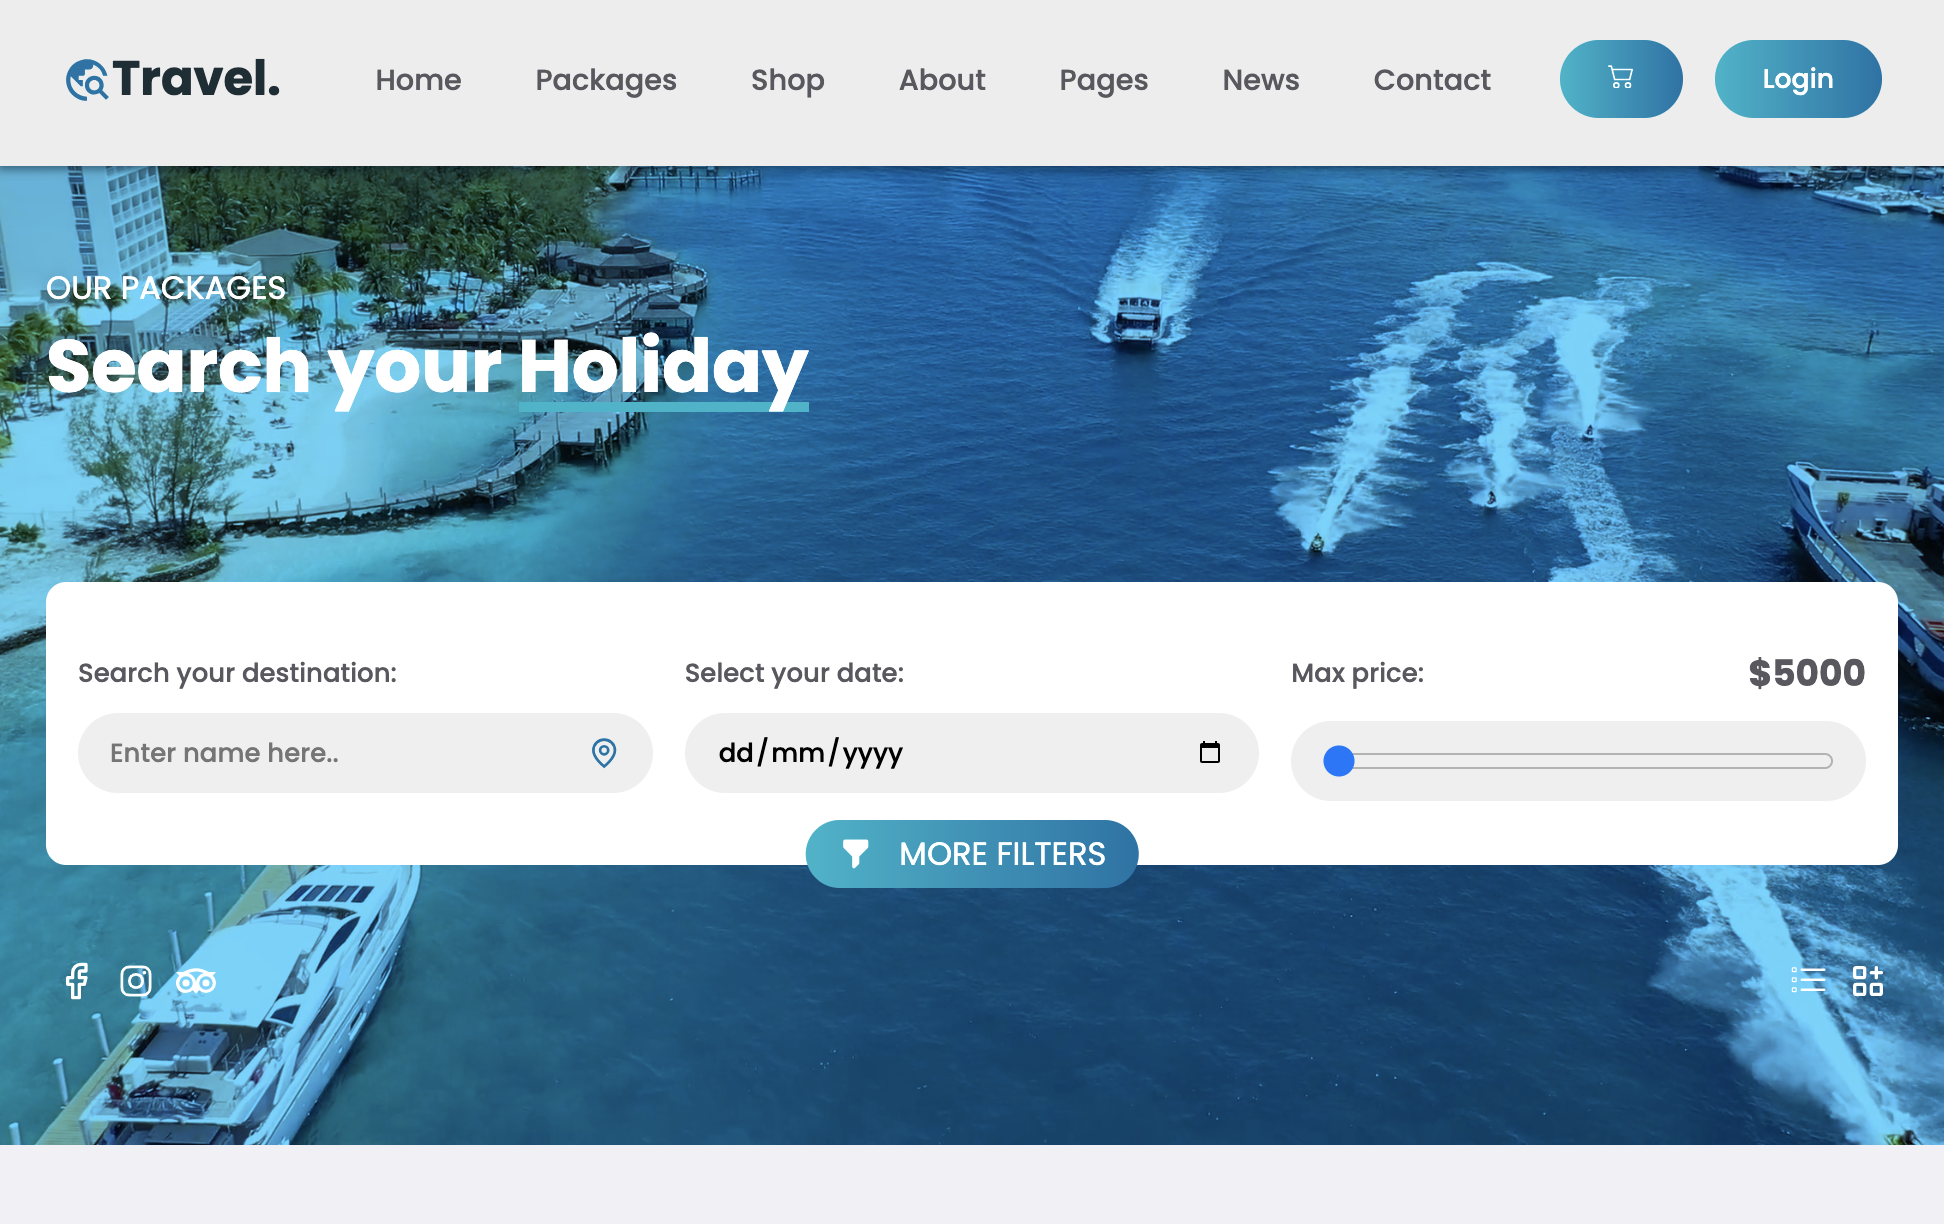 Travel.
Home Packages Shop About Pages News Contact
Login
OUR PACKAGES
Search your Holiday
Search your destination:
Enter name here..
Select your date:
dd/mm/yyyy
Max price: $5000
MORE FILTERS